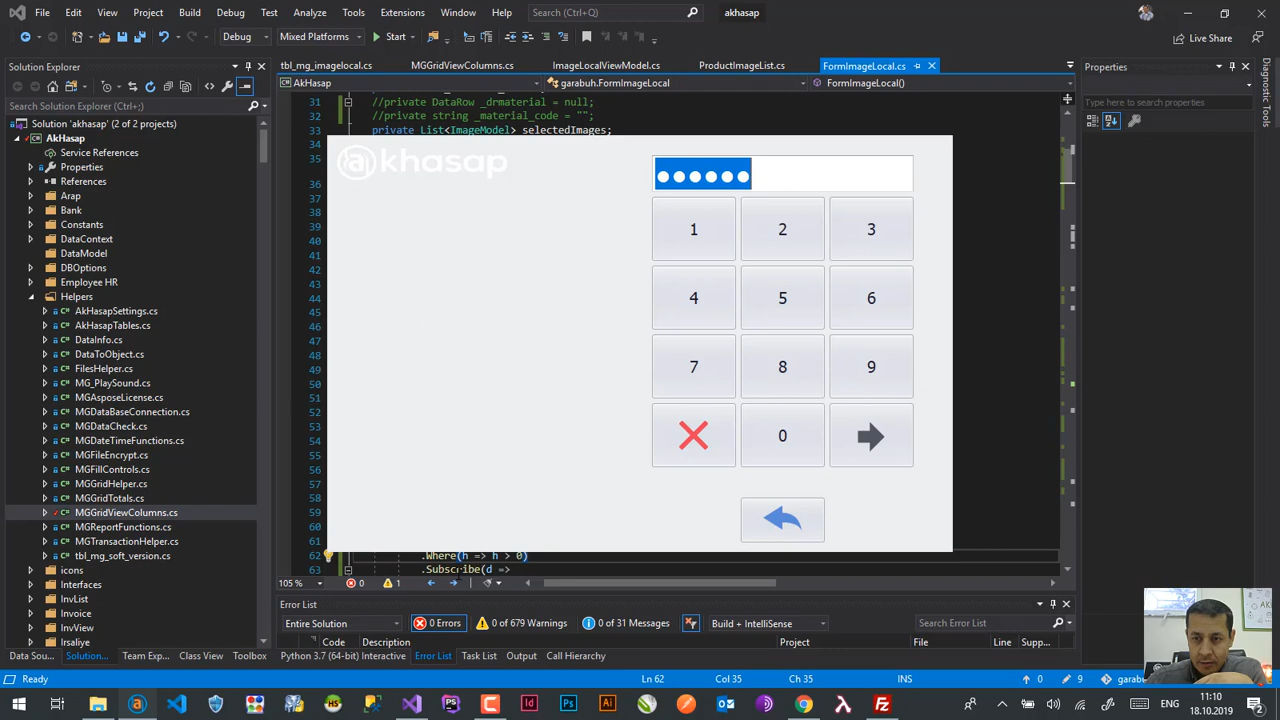 File Edit View Project Build Debug Test Analyze Tools Extensions Window Help Search (Ctrl+Q) akhasap
Debug Mixed Platforms Start Live Share
Solution Explorer
Search Solution Explorer (Ctrl+ç)
Solution 'akhasap' (2 of 2 projects)
AkHasap
Service References
Properties
References
Arap
Bank
Constants
DataContext
DataModel
DBOptions
Employee HR
Helpers
AkHasapSettings.cs
AkHasapTables.cs
DataInfo.cs
DataToObject.cs
FilesHelper.cs
MG_PlaySound.cs
MGAsposeLicense.cs
MGDataBaseConnection.cs
MGDataCheck.cs
MGDateTimeFunctions.cs
MGFileEncrypt.cs
MGFillControls.cs
MGGridHelper.cs
MGGridTotals.cs
MGGridViewColumns.cs
MGReportFunctions.cs
MGTransactionHelper.cs
tbl_mg_soft_version.cs
icons
Interfaces
InvList
Invoice
InvView
Irsaliye
Data Sou... Solution... Team Exp... Class View Toolbox
tbl_mg_imagelocal.cs MGGridViewColumns.cs ImageLocalViewModel.cs ProductImageList.cs FormImageLocal.cs
AkHasap garabuh.FormImageLocal FormImageLocal()
31 //private DataRow _drmaterial = null;
32 //private string _material_code = "";
33 private List<ImageModel> selectedImages;
34
35
36
37
38
39
40
41
42
43
44
45
46
47
48
49
50
51
52
53
54
55
56
57
58
59
60
61
62 .Where(h => h > 0)
63 .Subscribe(d =>
@khasap
1 2 3
4 5 6
7 8 9
0
105 % 0 1
Error List
Entire Solution 0 Errors 0 of 679 Warnings 0 of 31 Messages Build + IntelliSense Search Error List
Code Description Project File Line Supp...
Python 3.7 (64-bit) Interactive Error List Task List Output Call Hierarchy
Properties
Type here to search properties
Diagnostic Tools
Ready Ln 62 Col 35 Ch 35 INS 0 9 garab
11:10
18.10.2019
2